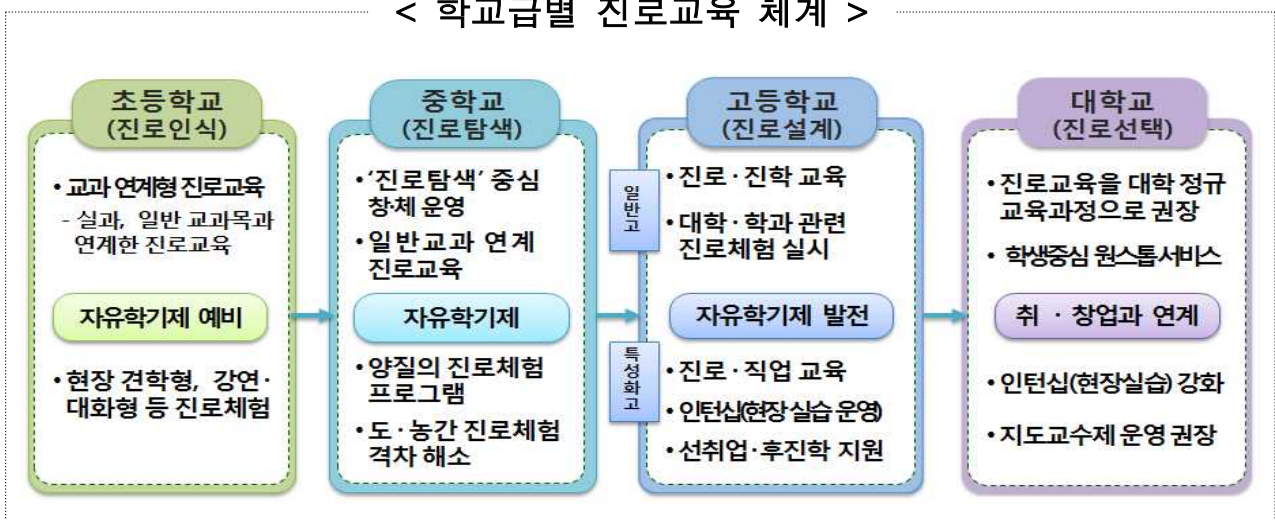 < 학교급별 진로교육 체계 >
초등학교
(진로인식)
• 교과 연계형 진로교육
- 실과, 일반 교과목과
연계한 진로교육
자유학기제 예비
• 현장 견학형, 강연·
대화형 등 진로체험
중학교
(진로탐색)
• '진로탐색' 중심
창·체 운영
• 일반교과 연계
진로교육
자유학기제
• 양질의 진로체험
프로그램
• 도·농간 진로체험
격차 해소
고등학교
(진로설계)
일반고
• 진로·진학 교육
• 대학·학과 관련
진로체험 실시
자유학기제 발전
특성화고
• 진로·직업 교육
• 인턴십(현장 실습 운영)
• 선취업·후진학 지원
대학교
(진로선택)
• 진로교육을 대학 정규
교육과정으로 권장
• 학생중심 원스톱서비스
취 · 창업과 연계
• 인턴십(현장실습) 강화
• 지도교수제 운영 권장